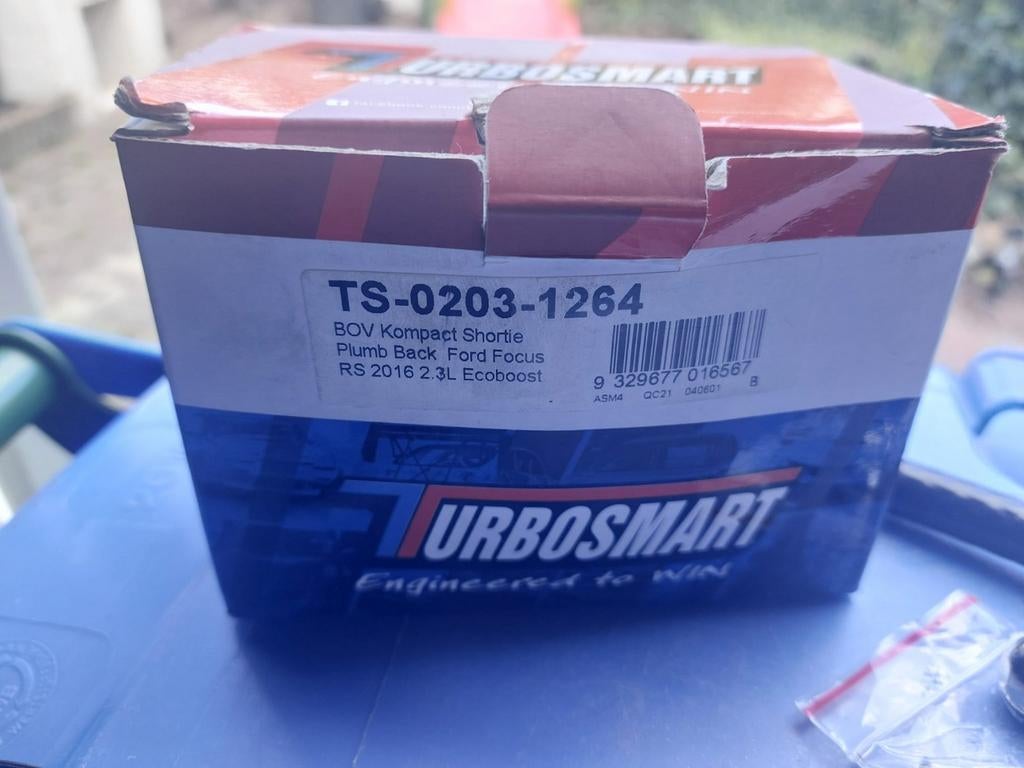 TURBOSMART
TS-0203-1264
BOV Kompact Shortie
Plumb Back Ford Focus
RS 2016 2.3L Ecoboost
9 329677 016567
ASM4 QC21 040601 B
TURBOSMART
Engineered to WIN